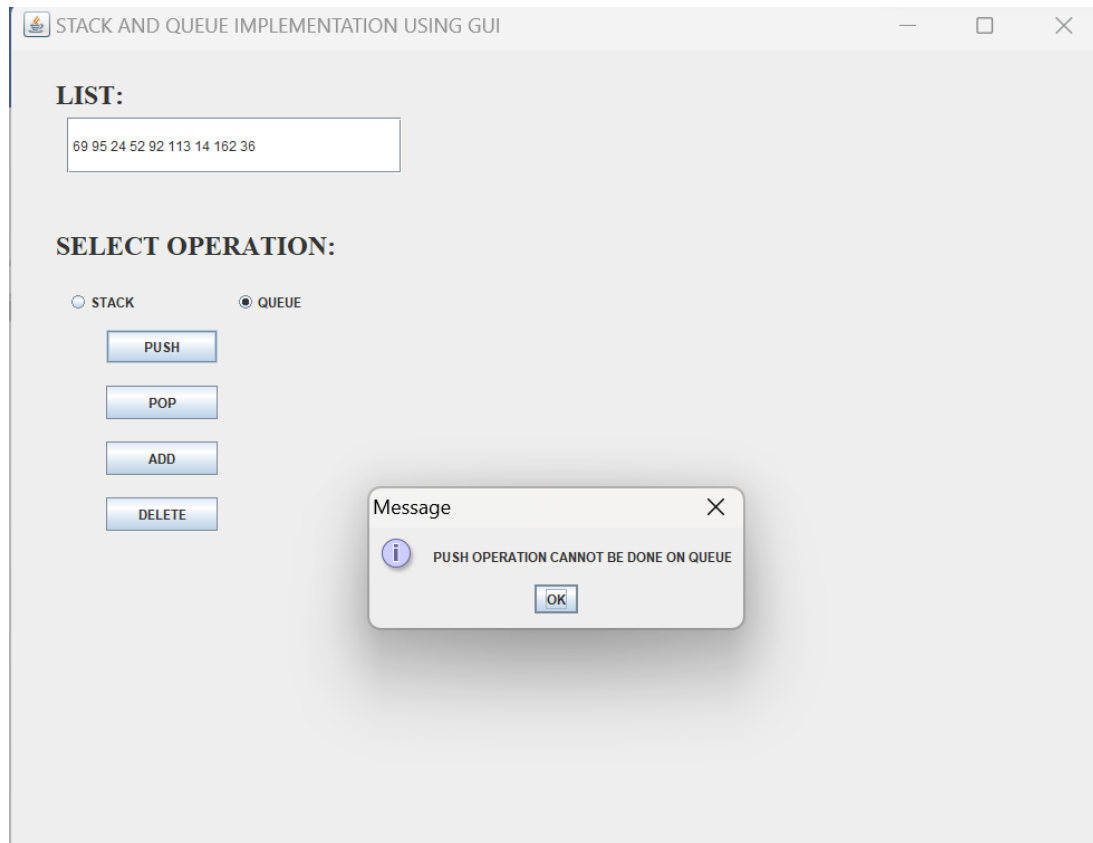 STACK AND QUEUE IMPLEMENTATION USING GUI
LIST:
69 95 24 52 92 113 14 162 36
SELECT OPERATION:
STACK QUEUE
PUSH
POP
ADD
DELETE
Message
i PUSH OPERATION CANNOT BE DONE ON QUEUE
OK